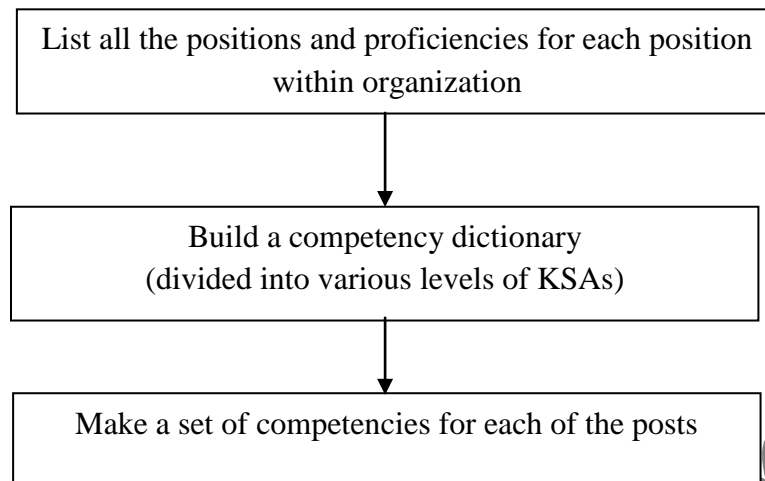 List all the positions and proficiencies for each position
within organization
Build a competency dictionary
(divided into various levels of KSAs)
Make a set of competencies for each of the posts